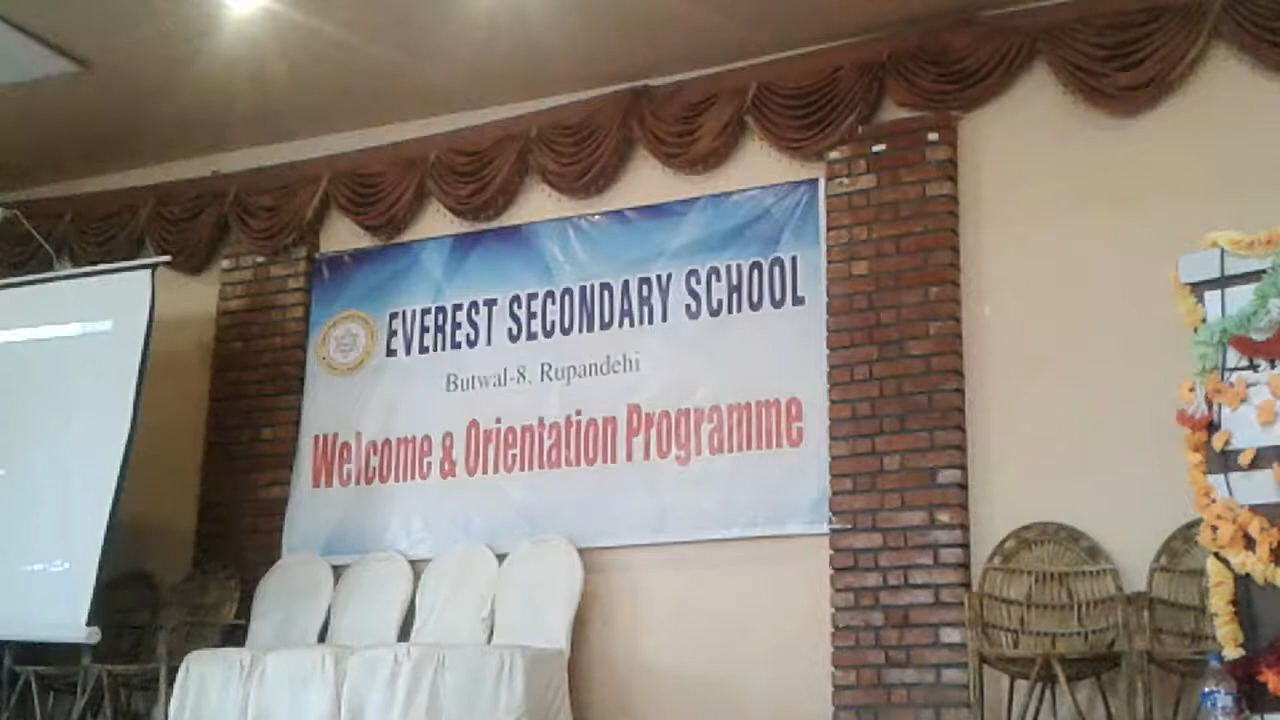 EVEREST SECONDARY SCHOOL
Butwal-8, Rupandehi
Welcome & Orientation Programme